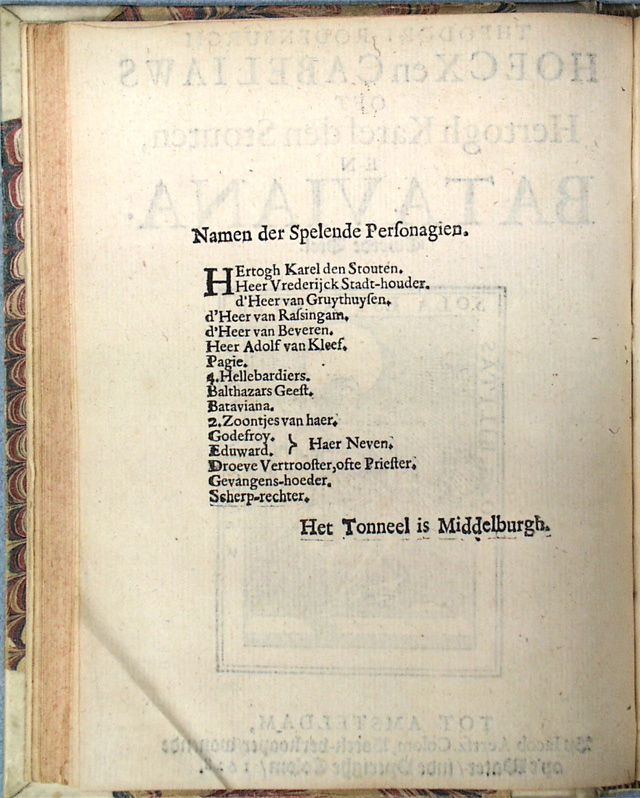 Namen der Spelende Perſonagien.
HErtogh Karel den Stouten.
Heer Vrederijck Stadt-houder.
d'Heer van Gruythuyſen.
d'Heer van Raſsingam.
d'Heer van Beveren.
Heer Adolf van Kleef.
Pagie.
4. Hellebardiers.
Balthazars Geeſt.
Bataviana.
2. Zoontjes van haer.
Godefroy.
Eduward. } Haer Neven.
Droeve Vertrooſter, ofte Prieſter.
Gevangens-hoeder.
Scherp-rechter.
Het Tonneel is Middelburgh.